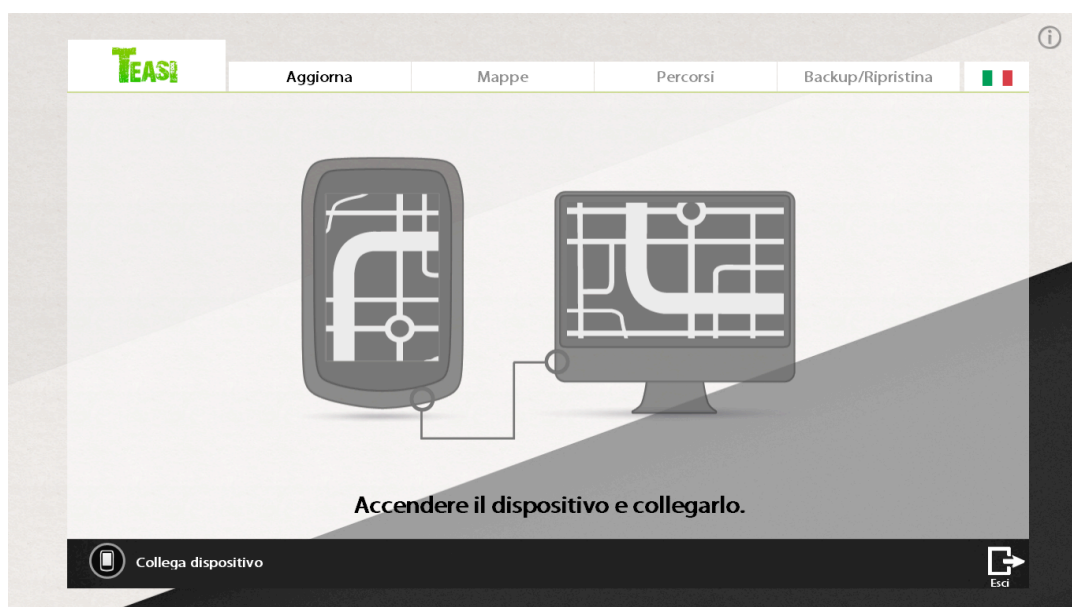 TEASI
Aggiorna
Mappe
Percorsi
Backup/Ripristina
Accendere il dispositivo e collegarlo.
Collega dispositivo
Esci